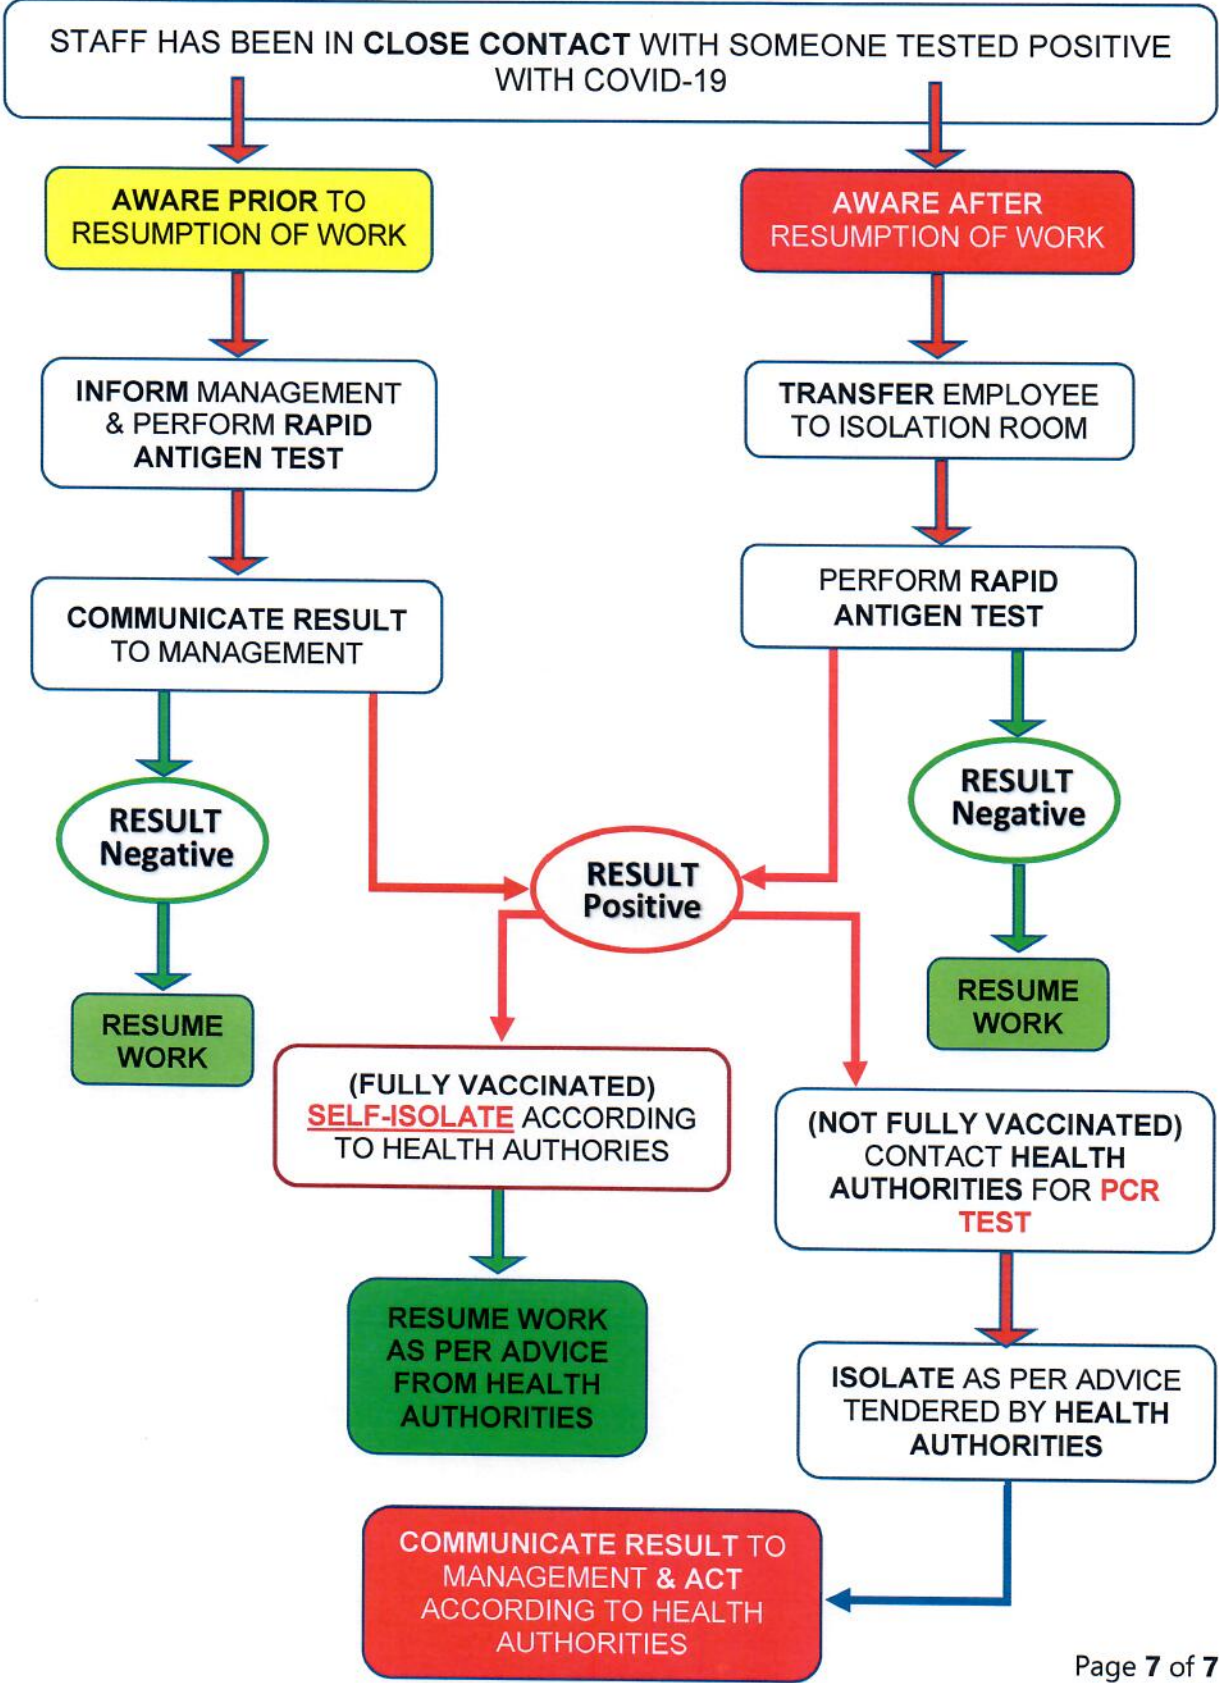 STAFF HAS BEEN IN CLOSE CONTACT WITH SOMEONE TESTED POSITIVE
WITH COVID-19
AWARE PRIOR TO
RESUMPTION OF WORK
AWARE AFTER
RESUMPTION OF WORK
INFORM MANAGEMENT
& PERFORM RAPID
ANTIGEN TEST
TRANSFER EMPLOYEE
TO ISOLATION ROOM
COMMUNICATE RESULT
TO MANAGEMENT
PERFORM RAPID
ANTIGEN TEST
RESULT
Negative
RESULT
Positive
RESULT
Negative
RESUME
WORK
RESUME
WORK
(FULLY VACCINATED)
SELF-ISOLATE ACCORDING
TO HEALTH AUTHORIES
(NOT FULLY VACCINATED)
CONTACT HEALTH
AUTHORITIES FOR PCR
TEST
RESUME WORK
AS PER ADVICE
FROM HEALTH
AUTHORITIES
ISOLATE AS PER ADVICE
TENDERED BY HEALTH
AUTHORITIES
COMMUNICATE RESULT TO
MANAGEMENT & ACT
ACCORDING TO HEALTH
AUTHORITIES
Page 7 of 7